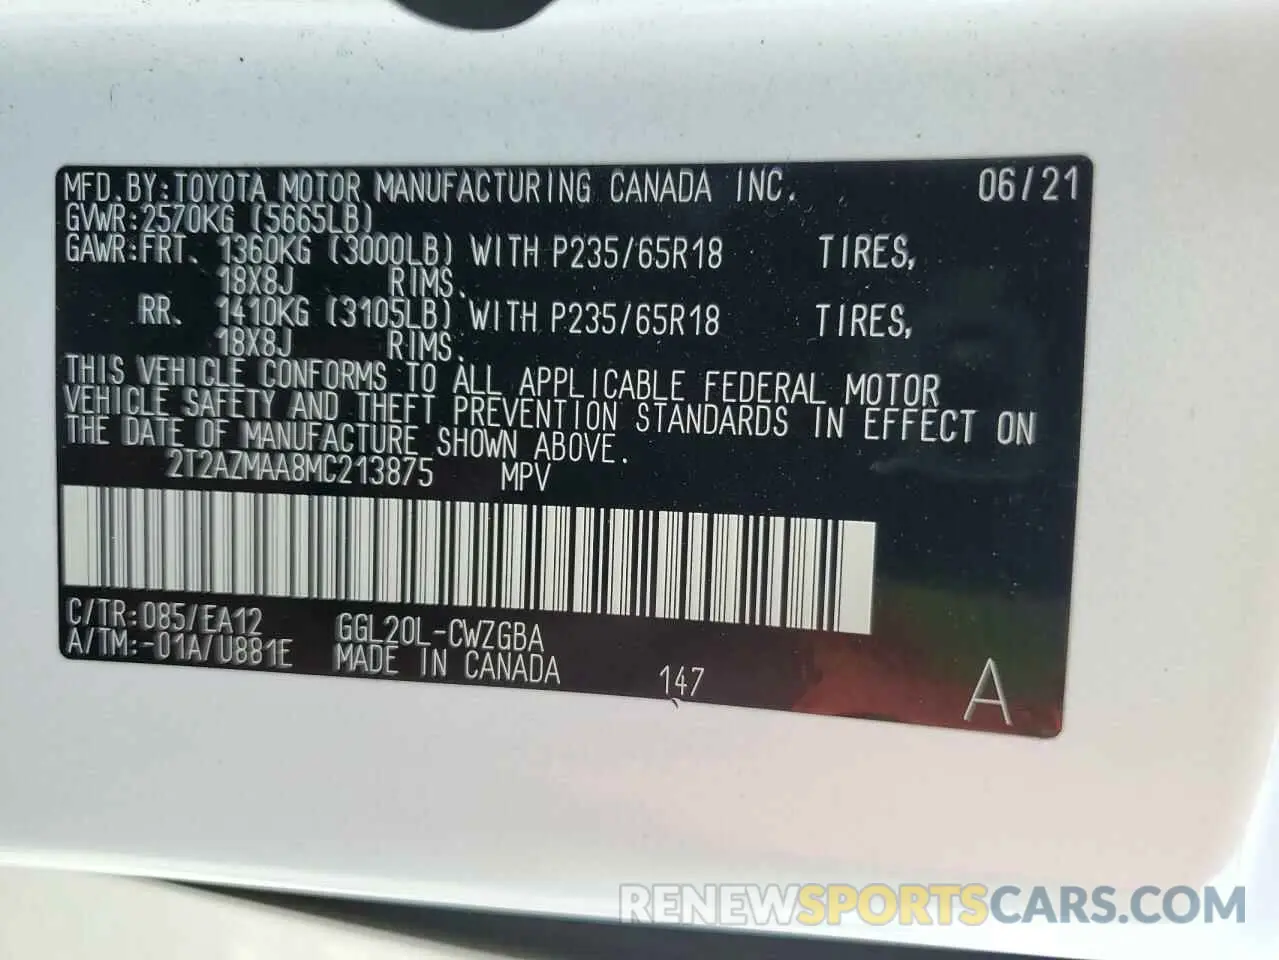 MFD.BY:TOYOTA MOTOR MANUFACTURING CANADA INC. 06/21
GVWR:2570KG (5665LB)
GAWR:FRT. 1360KG (3000LB) WITH P235/65R18 TIRES,
18X8J RIMS.
RR. 1410KG (3105LB) WITH P235/65R18 TIRES,
18X8J RIMS.
THIS VEHICLE CONFORMS TO ALL APPLICABLE FEDERAL MOTOR
VEHICLE SAFETY AND THEFT PREVENTION STANDARDS IN EFFECT ON
THE DATE OF MANUFACTURE SHOWN ABOVE.
2T2AZMAA8MC213875 MPV
C/TR:085/EA12 GGL20L-CWZGBA
A/TM:-01A/U881E MADE IN CANADA 147 A
RENEWSPORTSCARS.COM